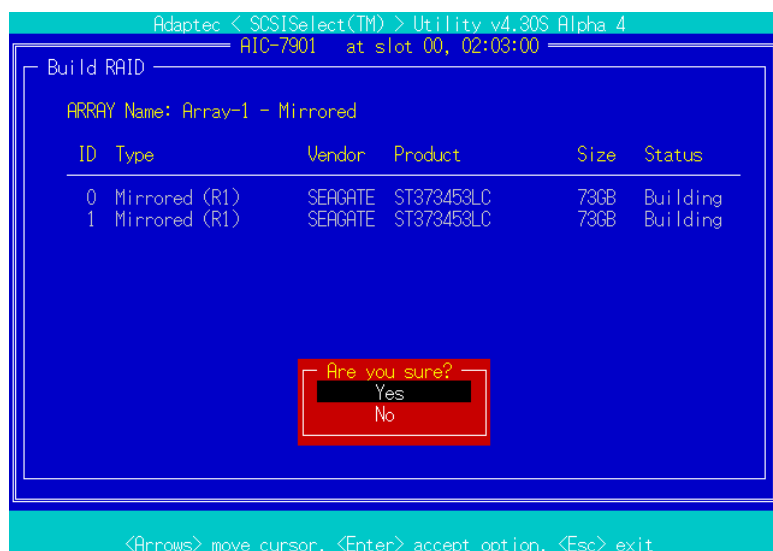 Adaptec < SCSISelect(TM) > Utility v4.30S Alpha 4
AIC-7901 at slot 00, 02:03:00
Build RAID
ARRAY Name: Array-1 - Mirrored
ID Type Vendor Product Size Status
0 Mirrored (R1) SEAGATE ST373453LC 73GB Building
1 Mirrored (R1) SEAGATE ST373453LC 73GB Building
Are you sure?
Yes
No
<Arrows> move cursor, <Enter> accept option, <Esc> exit